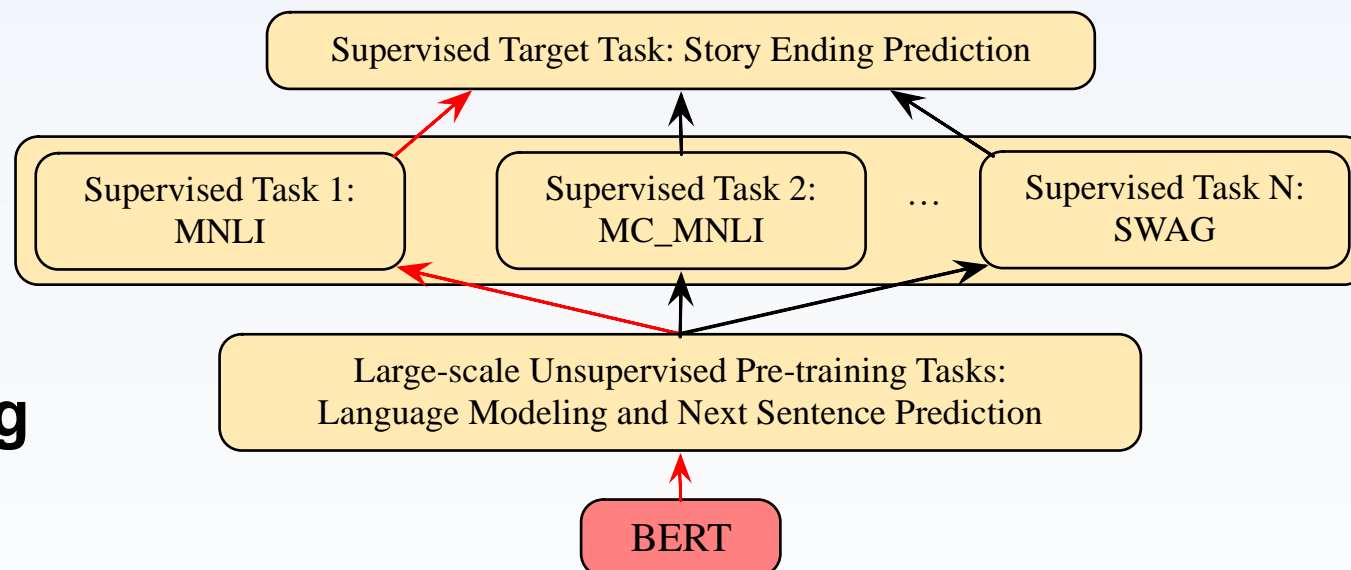 Supervised Target Task: Story Ending Prediction
Supervised Task 1:
MNLI
Supervised Task 2:
MC_MNLI
…
Supervised Task N:
SWAG
Large-scale Unsupervised Pre-training Tasks:
Language Modeling and Next Sentence Prediction
g
BERT